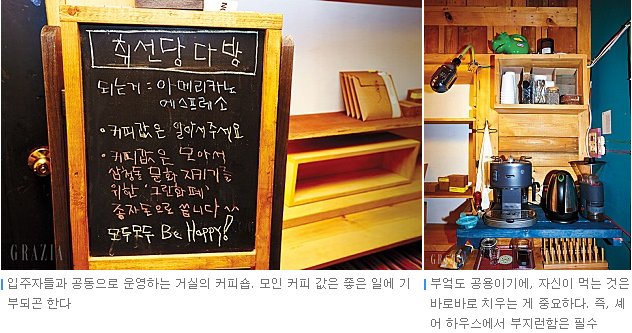 척선당 다방
되는거 : 아메리카노
에스프레소
• 커피값은 알아서주세요
• 커피값은 모아서
삼청동 문화 지키기를
위한 '그린화폐'
종자돈으로 씁니다 ^^
모두모두 Be Happy!
GRAZIA
GRAZIA
입주자들과 공동으로 운영하는 거실의 커피숍. 모인 커피 값은 좋은 일에 기
부되곤 한다
부엌도 공용이기에, 자신이 먹는 것은
바로바로 치우는 게 중요하다. 즉, 셰
어 하우스에서 부지런함은 필수